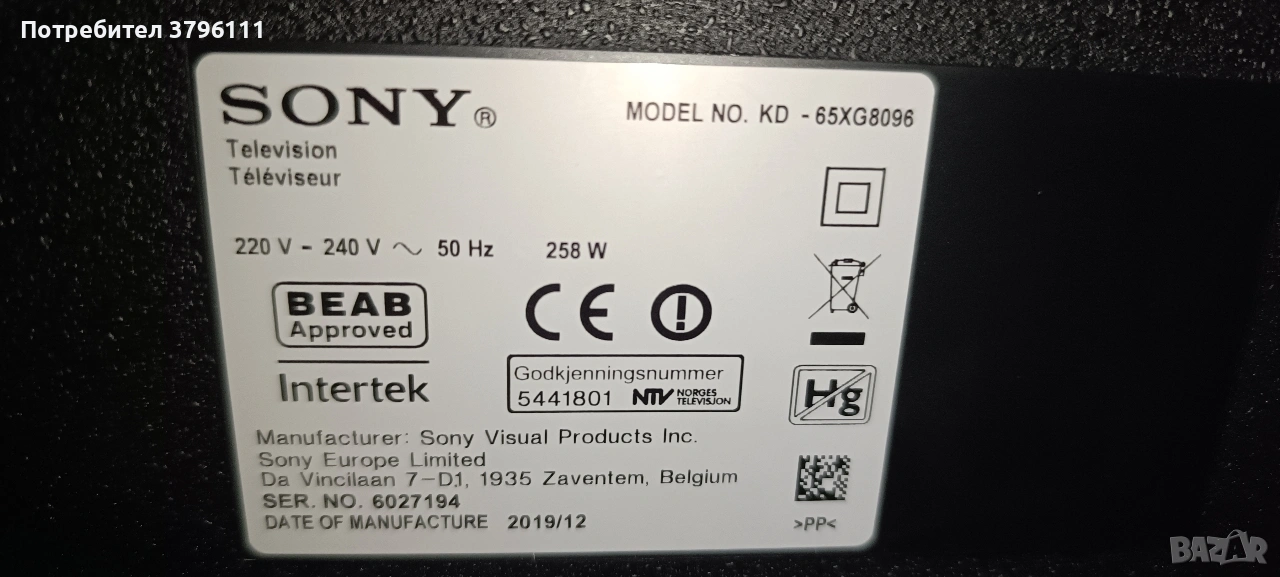 Потребител 3796111
SONY®
MODEL NO. KD - 65XG8096
Television
Téléviseur
220 V - 240 V ~ 50 Hz 258 W
BEAB
Approved
Intertek
CE
Godkjenningsnummer
5441801 NTV NORGES TELEVISJON
Hg
Manufacturer: Sony Visual Products Inc.
Sony Europe Limited
Da Vincilaan 7-D1, 1935 Zaventem, Belgium
SER. NO. 6027194
DATE OF MANUFACTURE 2019/12
>PP<
BAZAR